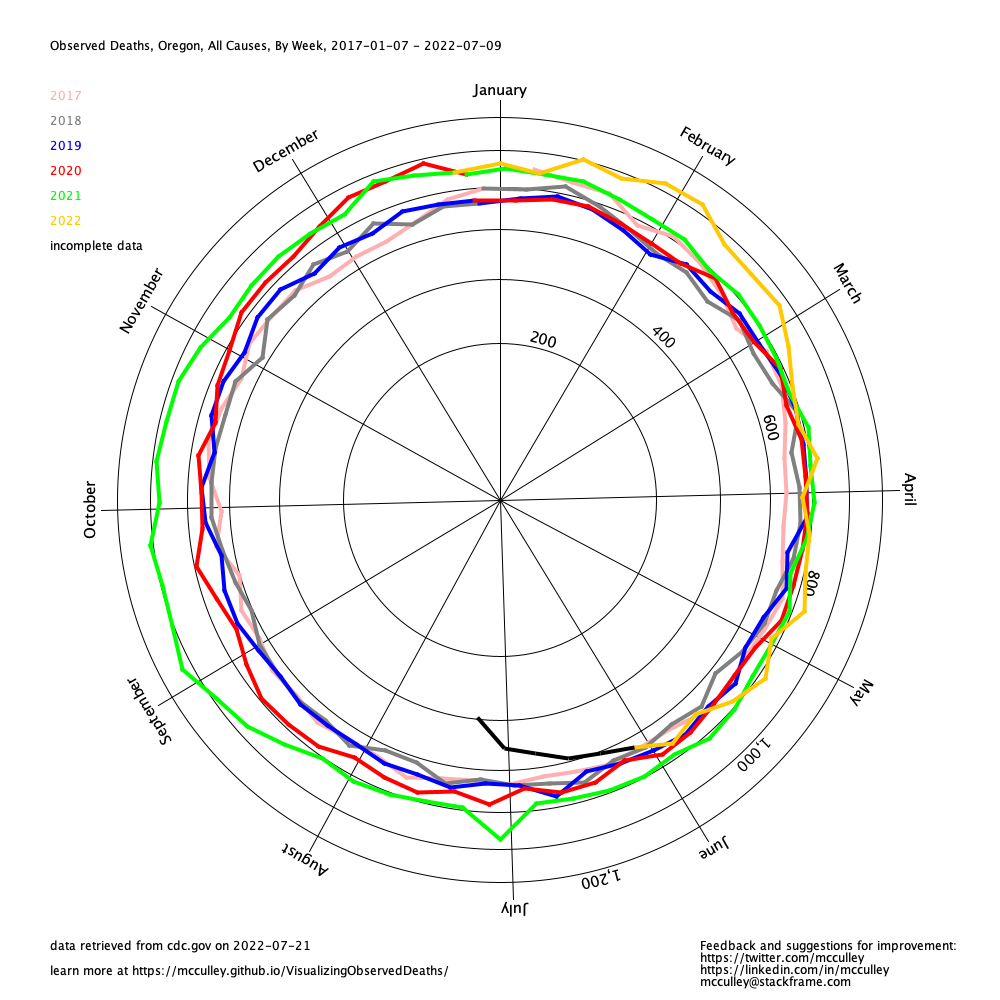 Observed Deaths, Oregon, All Causes, By Week, 2017-01-07 - 2022-07-09
January
2017
2018
2019
2020
2021
2022
incomplete data
December
February
November
March
200
400
600
October
April
800
September
May
1,000
August
June
1,200
July
data retrieved from cdc.gov on 2022-07-21
learn more at https://mcculley.github.io/VisualizingObservedDeaths/
Feedback and suggestions for improvement:
https://twitter.com/mcculley
https://linkedin.com/in/mcculley
mcculley@stackframe.com